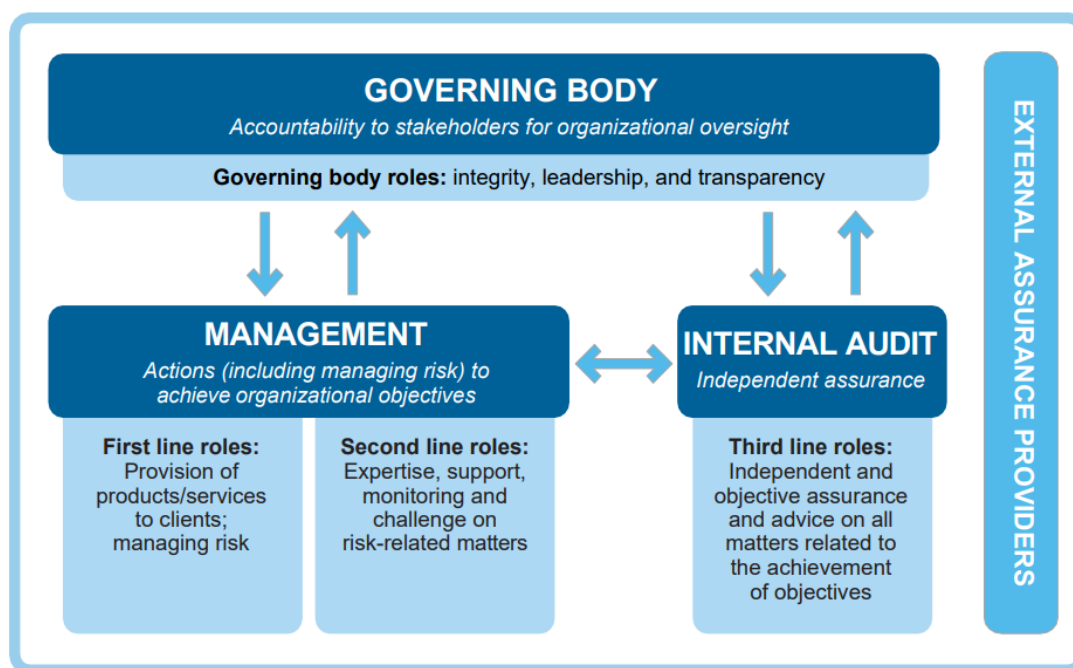 GOVERNING BODY
Accountability to stakeholders for organizational oversight
Governing body roles: integrity, leadership, and transparency
MANAGEMENT
Actions (including managing risk) to
achieve organizational objectives
First line roles:
Provision of
products/services
to clients;
managing risk
Second line roles:
Expertise, support,
monitoring and
challenge on
risk-related matters
INTERNAL AUDIT
Independent assurance
Third line roles:
Independent and
objective assurance
and advice on all
matters related to
the achievement
of objectives
EXTERNAL ASSURANCE PROVIDERS